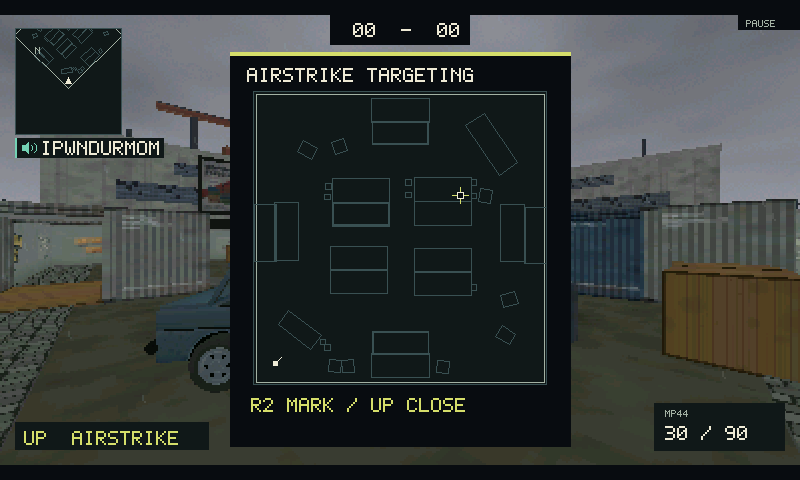 00 - 00
PAUSE
N
AIRSTRIKE TARGETING
IPWNDURMOM
R2 MARK / UP CLOSE
UP AIRSTRIKE
MP44
30 / 90